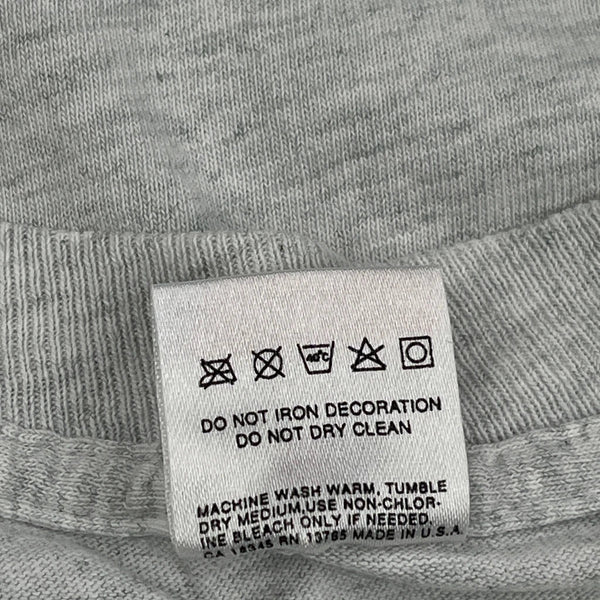 40°C
DO NOT IRON DECORATION
DO NOT DRY CLEAN
MACHINE WASH WARM, TUMBLE
DRY MEDIUM, USE NON-CHLOR-
INE BLEACH ONLY IF NEEDED.
CA 18345 RN 13765 MADE IN U.S.A.